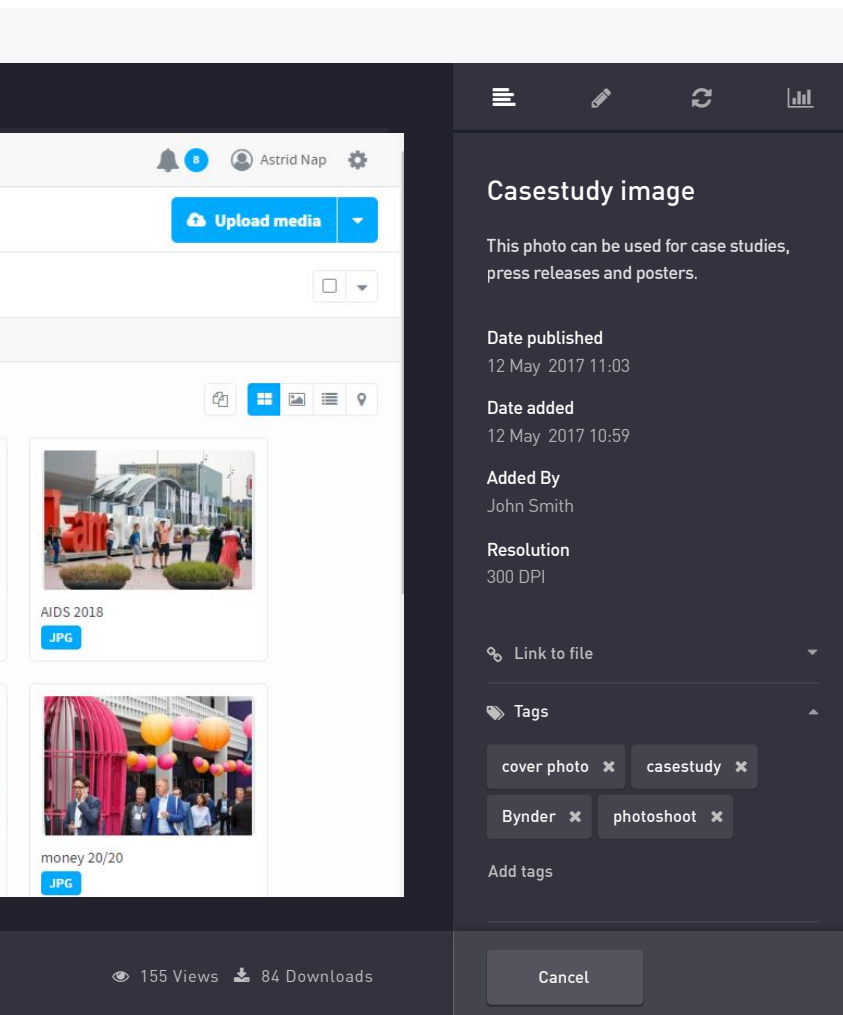 8
Astrid Nap
Upload media
AIDS 2018
JPG
money 20/20
JPG
155 Views
84 Downloads
Casestudy image
This photo can be used for case studies,
press releases and posters.
Date published
12 May 2017 11:03
Date added
12 May 2017 10:59
Added By
John Smith
Resolution
300 DPI
Link to file
Tags
cover photo
casestudy
Bynder
photoshoot
Add tags
Cancel